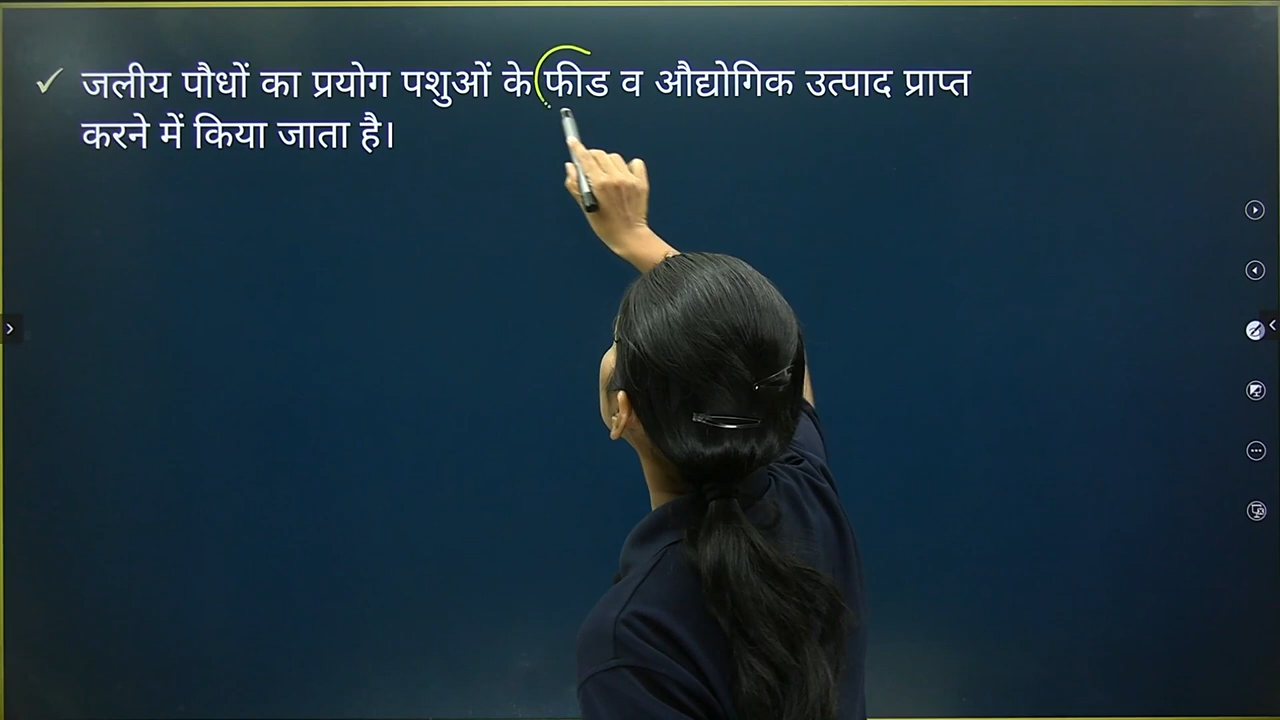 ✓ जलीय पौधों का प्रयोग पशुओं के फीड व औद्योगिक उत्पाद प्राप्त
करने में किया जाता है।